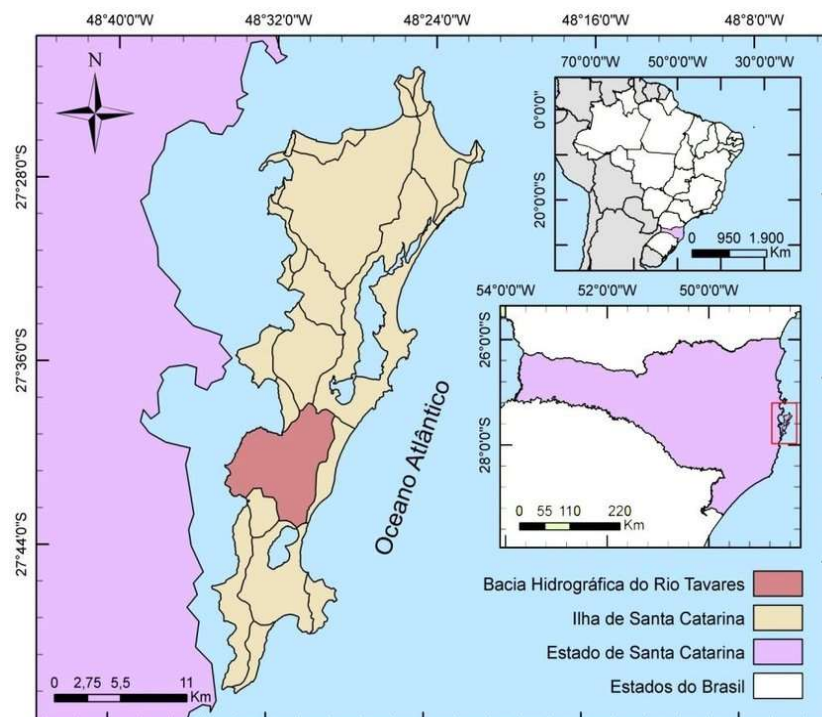 48°40'0"W 48°32'0"W 48°24'0"W 48°16'0"W 48°8'0"W
N
27°28'0"S
27°36'0"S
27°44'0"S
Oceano Atlântico
0 2,75 5,5 11
Km
70°0'0"W 50°0'0"W 30°0'0"W
0°0'0"
20°0'0"S
0 950 1.900
Km
54°0'0"W 52°0'0"W 50°0'0"W
26°0'0"S
28°0'0"S
0 55 110 220
Km
Bacia Hidrográfica do Rio Tavares
Ilha de Santa Catarina
Estado de Santa Catarina
Estados do Brasil